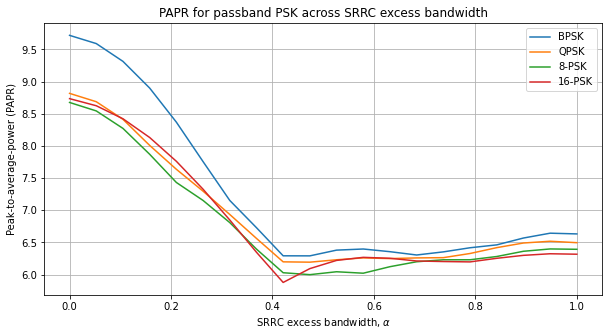 PAPR for passband PSK across SRRC excess bandwidth
Peak-to-average-power (PAPR)
9.5
9.0
8.5
8.0
7.5
7.0
6.5
6.0
BPSK
QPSK
8-PSK
16-PSK
0.0 0.2 0.4 0.6 0.8 1.0
SRRC excess bandwidth, α